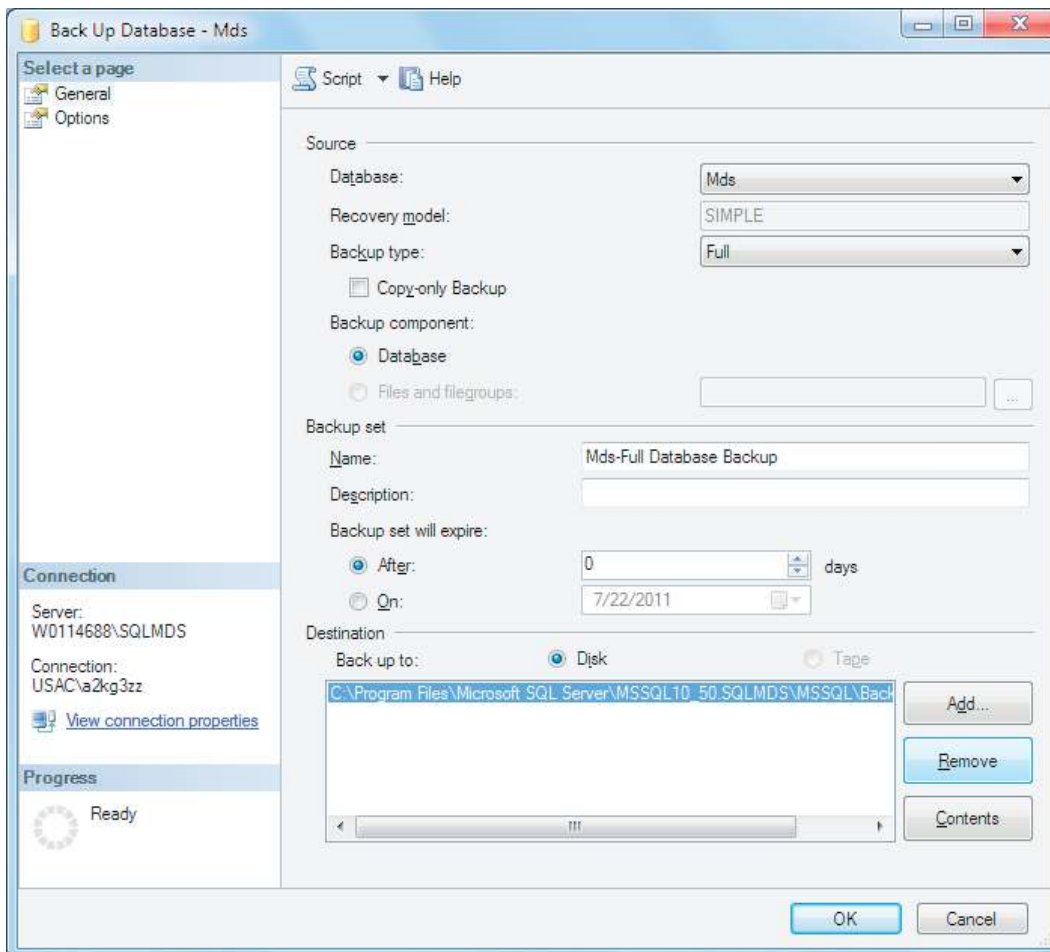 Back Up Database - Mds
Select a page
General
Options
Script
Help
Source
Database:
Mds
Recovery model:
SIMPLE
Backup type:
Full
Copy-only Backup
Backup component:
Database
Files and filegroups:
...
Backup set
Name:
Mds-Full Database Backup
Description:
Backup set will expire:
After:
0
days
On:
7/22/2011
Destination
Back up to:
Disk
Tape
C:\Program Files\Microsoft SQL Server\MSSQL10_50.SQLMDS\MSSQL\Back
Add...
Remove
Contents
Connection
Server:
W0114688\SQLMDS
Connection:
USAC\a2kg3zz
View connection properties
Progress
Ready
OK
Cancel